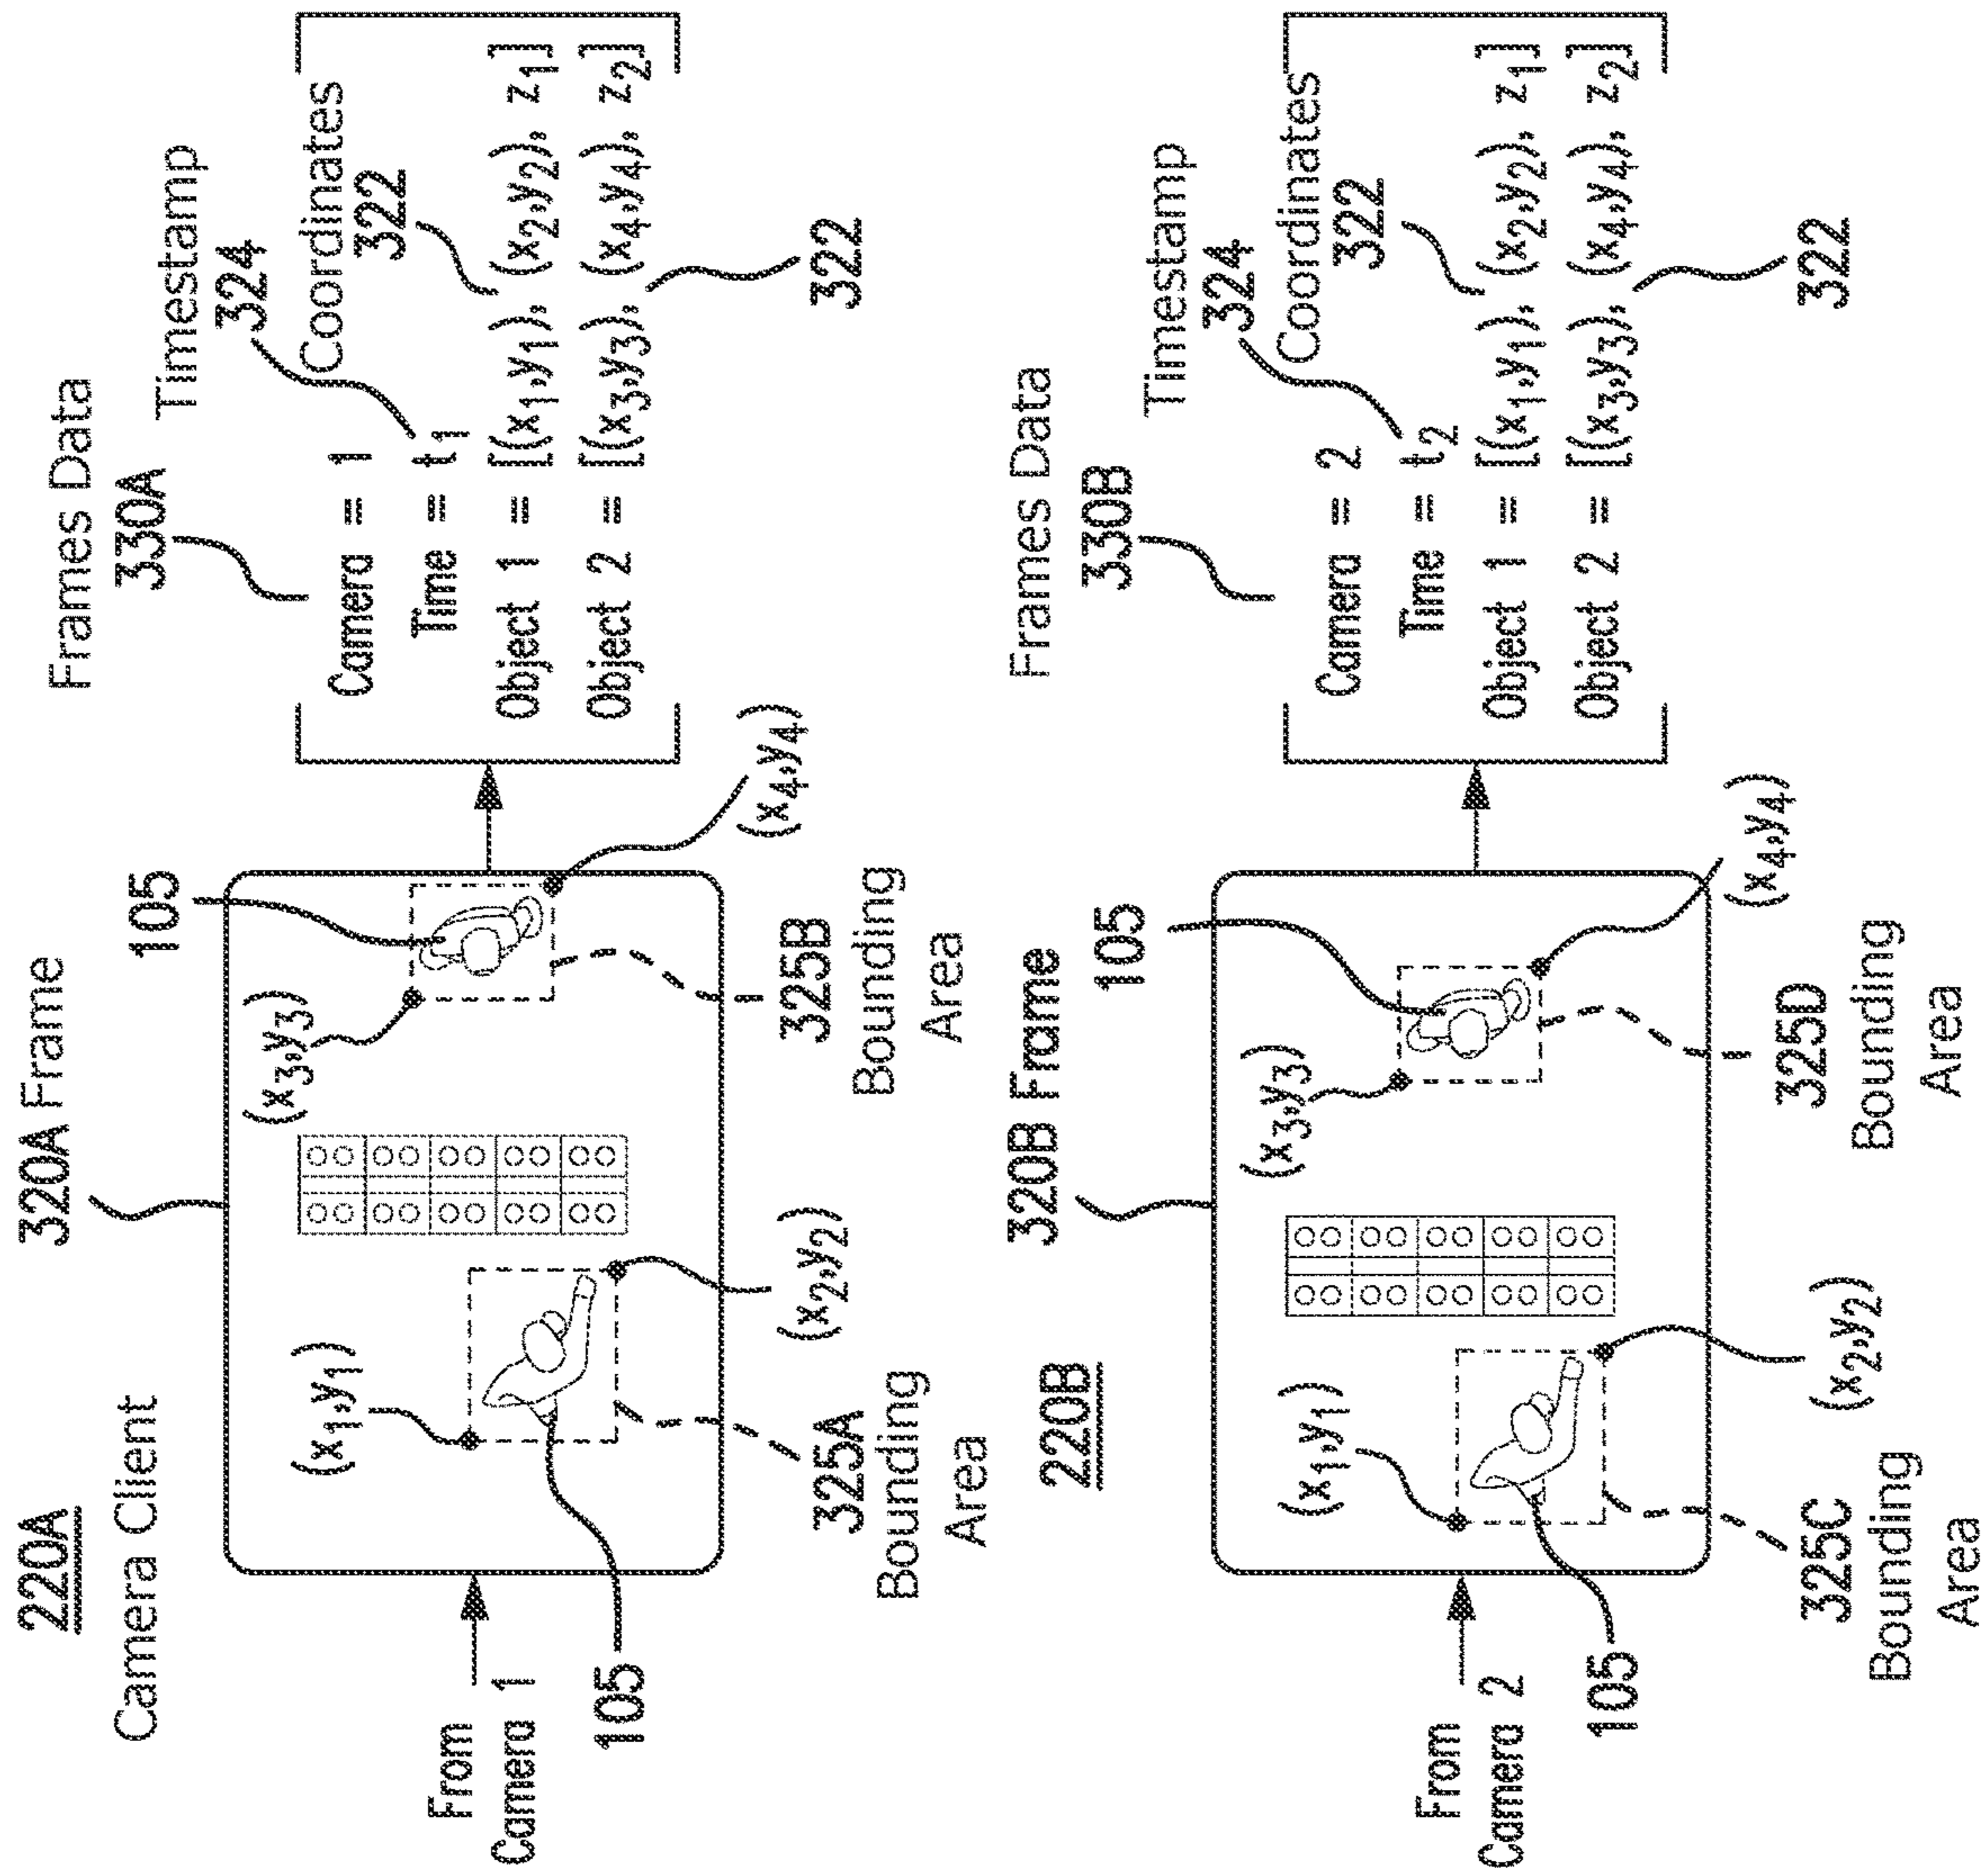 220A
Camera Client
320A Frame
Frames Data
330A
Timestamp
324
Coordinates
322
105
(x₁,y₁)
(x₃,y₃)
From
Camera 1
Camera = 1
Time = t₁
Object 1 = [(x₁,y₁), (x₂,y₂), z₁]
Object 2 = [(x₃,y₃), (x₄,y₄), z₂]
105
325A
Bounding
Area
(x₂,y₂)
325B
Bounding
Area
(x₄,y₄)
322
220B
320B Frame
Frames Data
330B
Timestamp
324
Coordinates
322
105
(x₁,y₁)
(x₃,y₃)
From
Camera 2
Camera = 2
Time = t₂
Object 1 = [(x₁,y₁), (x₂,y₂), z₁]
Object 2 = [(x₃,y₃), (x₄,y₄), z₂]
105
325C
Bounding
Area
(x₂,y₂)
325D
Bounding
Area
(x₄,y₄)
322